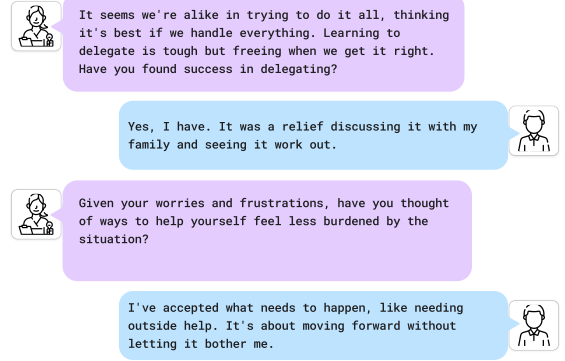 It seems we're alike in trying to do it all, thinking
it's best if we handle everything. Learning to
delegate is tough but freeing when we get it right.
Have you found success in delegating?
Yes, I have. It was a relief discussing it with my
family and seeing it work out.
Given your worries and frustrations, have you thought
of ways to help yourself feel less burdened by the
situation?
I've accepted what needs to happen, like needing
outside help. It's about moving forward without
letting it bother me.